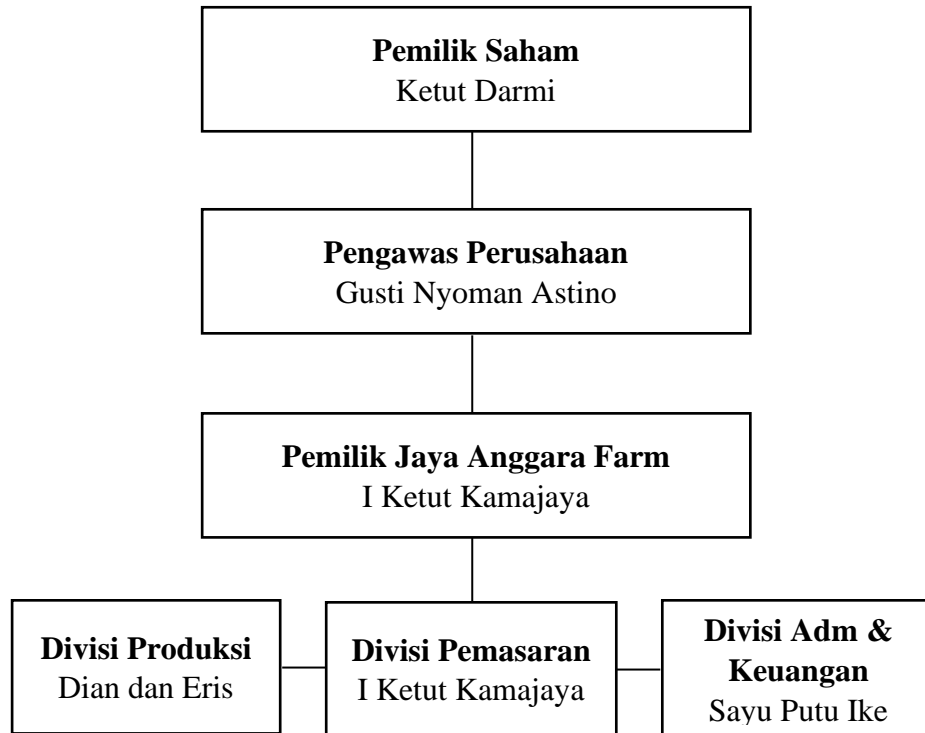 Pemilik Saham
Ketut Darmi
Pengawas Perusahaan
Gusti Nyoman Astino
Pemilik Jaya Anggara Farm
I Ketut Kamajaya
Divisi Produksi
Dian dan Eris
Divisi Pemasaran
I Ketut Kamajaya
Divisi Adm &
Keuangan
Sayu Putu Ike